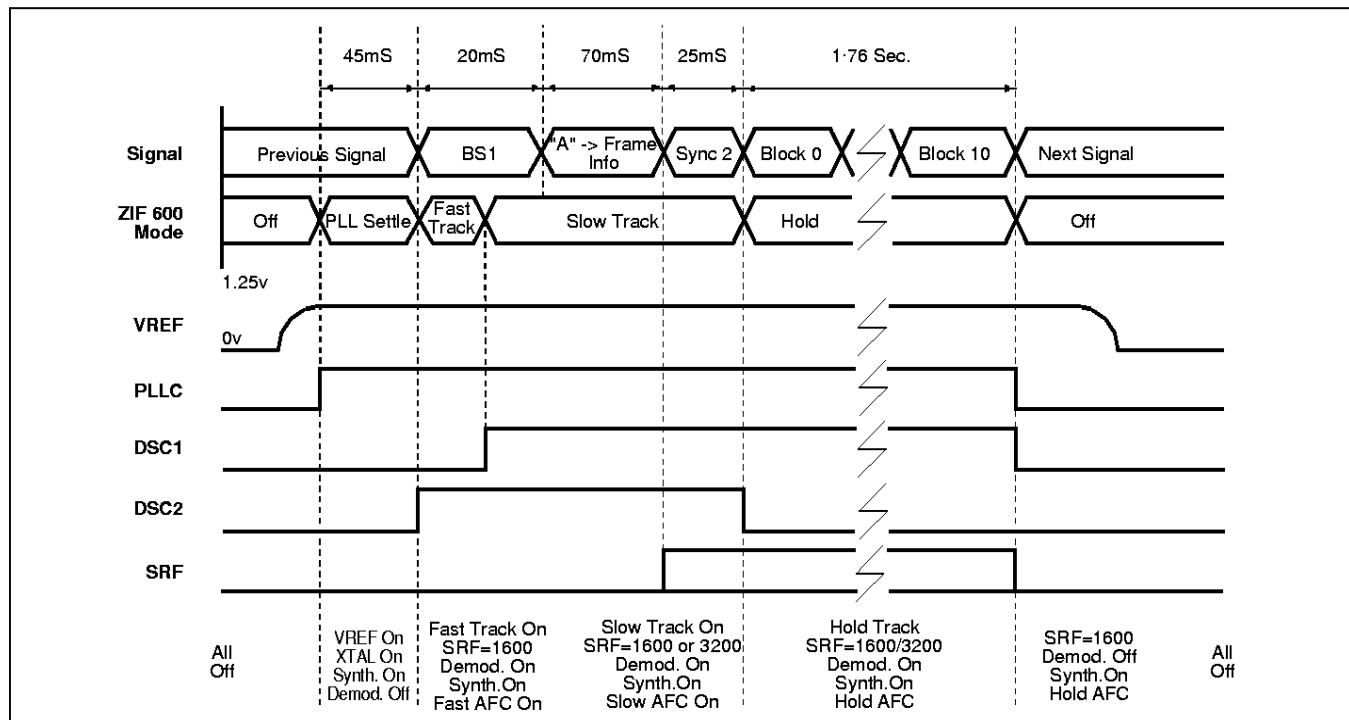 45mS 20mS 70mS 25mS 1·76 Sec.
Signal
Previous Signal
BS1
"A" -> Frame
Info
Sync 2
Block 0
Block 10
Next Signal
ZIF 600
Mode
Off
PLL Settle
Fast
Track
Slow Track
Hold
Off
1.25v
VREF
0v
PLLC
DSC1
DSC2
SRF
All
Off
VREF On
XTAL On
Synth. On
Demod. Off
Fast Track On
SRF=1600
Demod. On
Synth.On
Fast AFC On
Slow Track On
SRF=1600 or 3200
Demod. On
Synth.On
Slow AFC On
Hold Track
SRF=1600/3200
Demod. On
Synth.On
Hold AFC
SRF=1600
Demod. Off
Synth.On
Hold AFC
All
Off